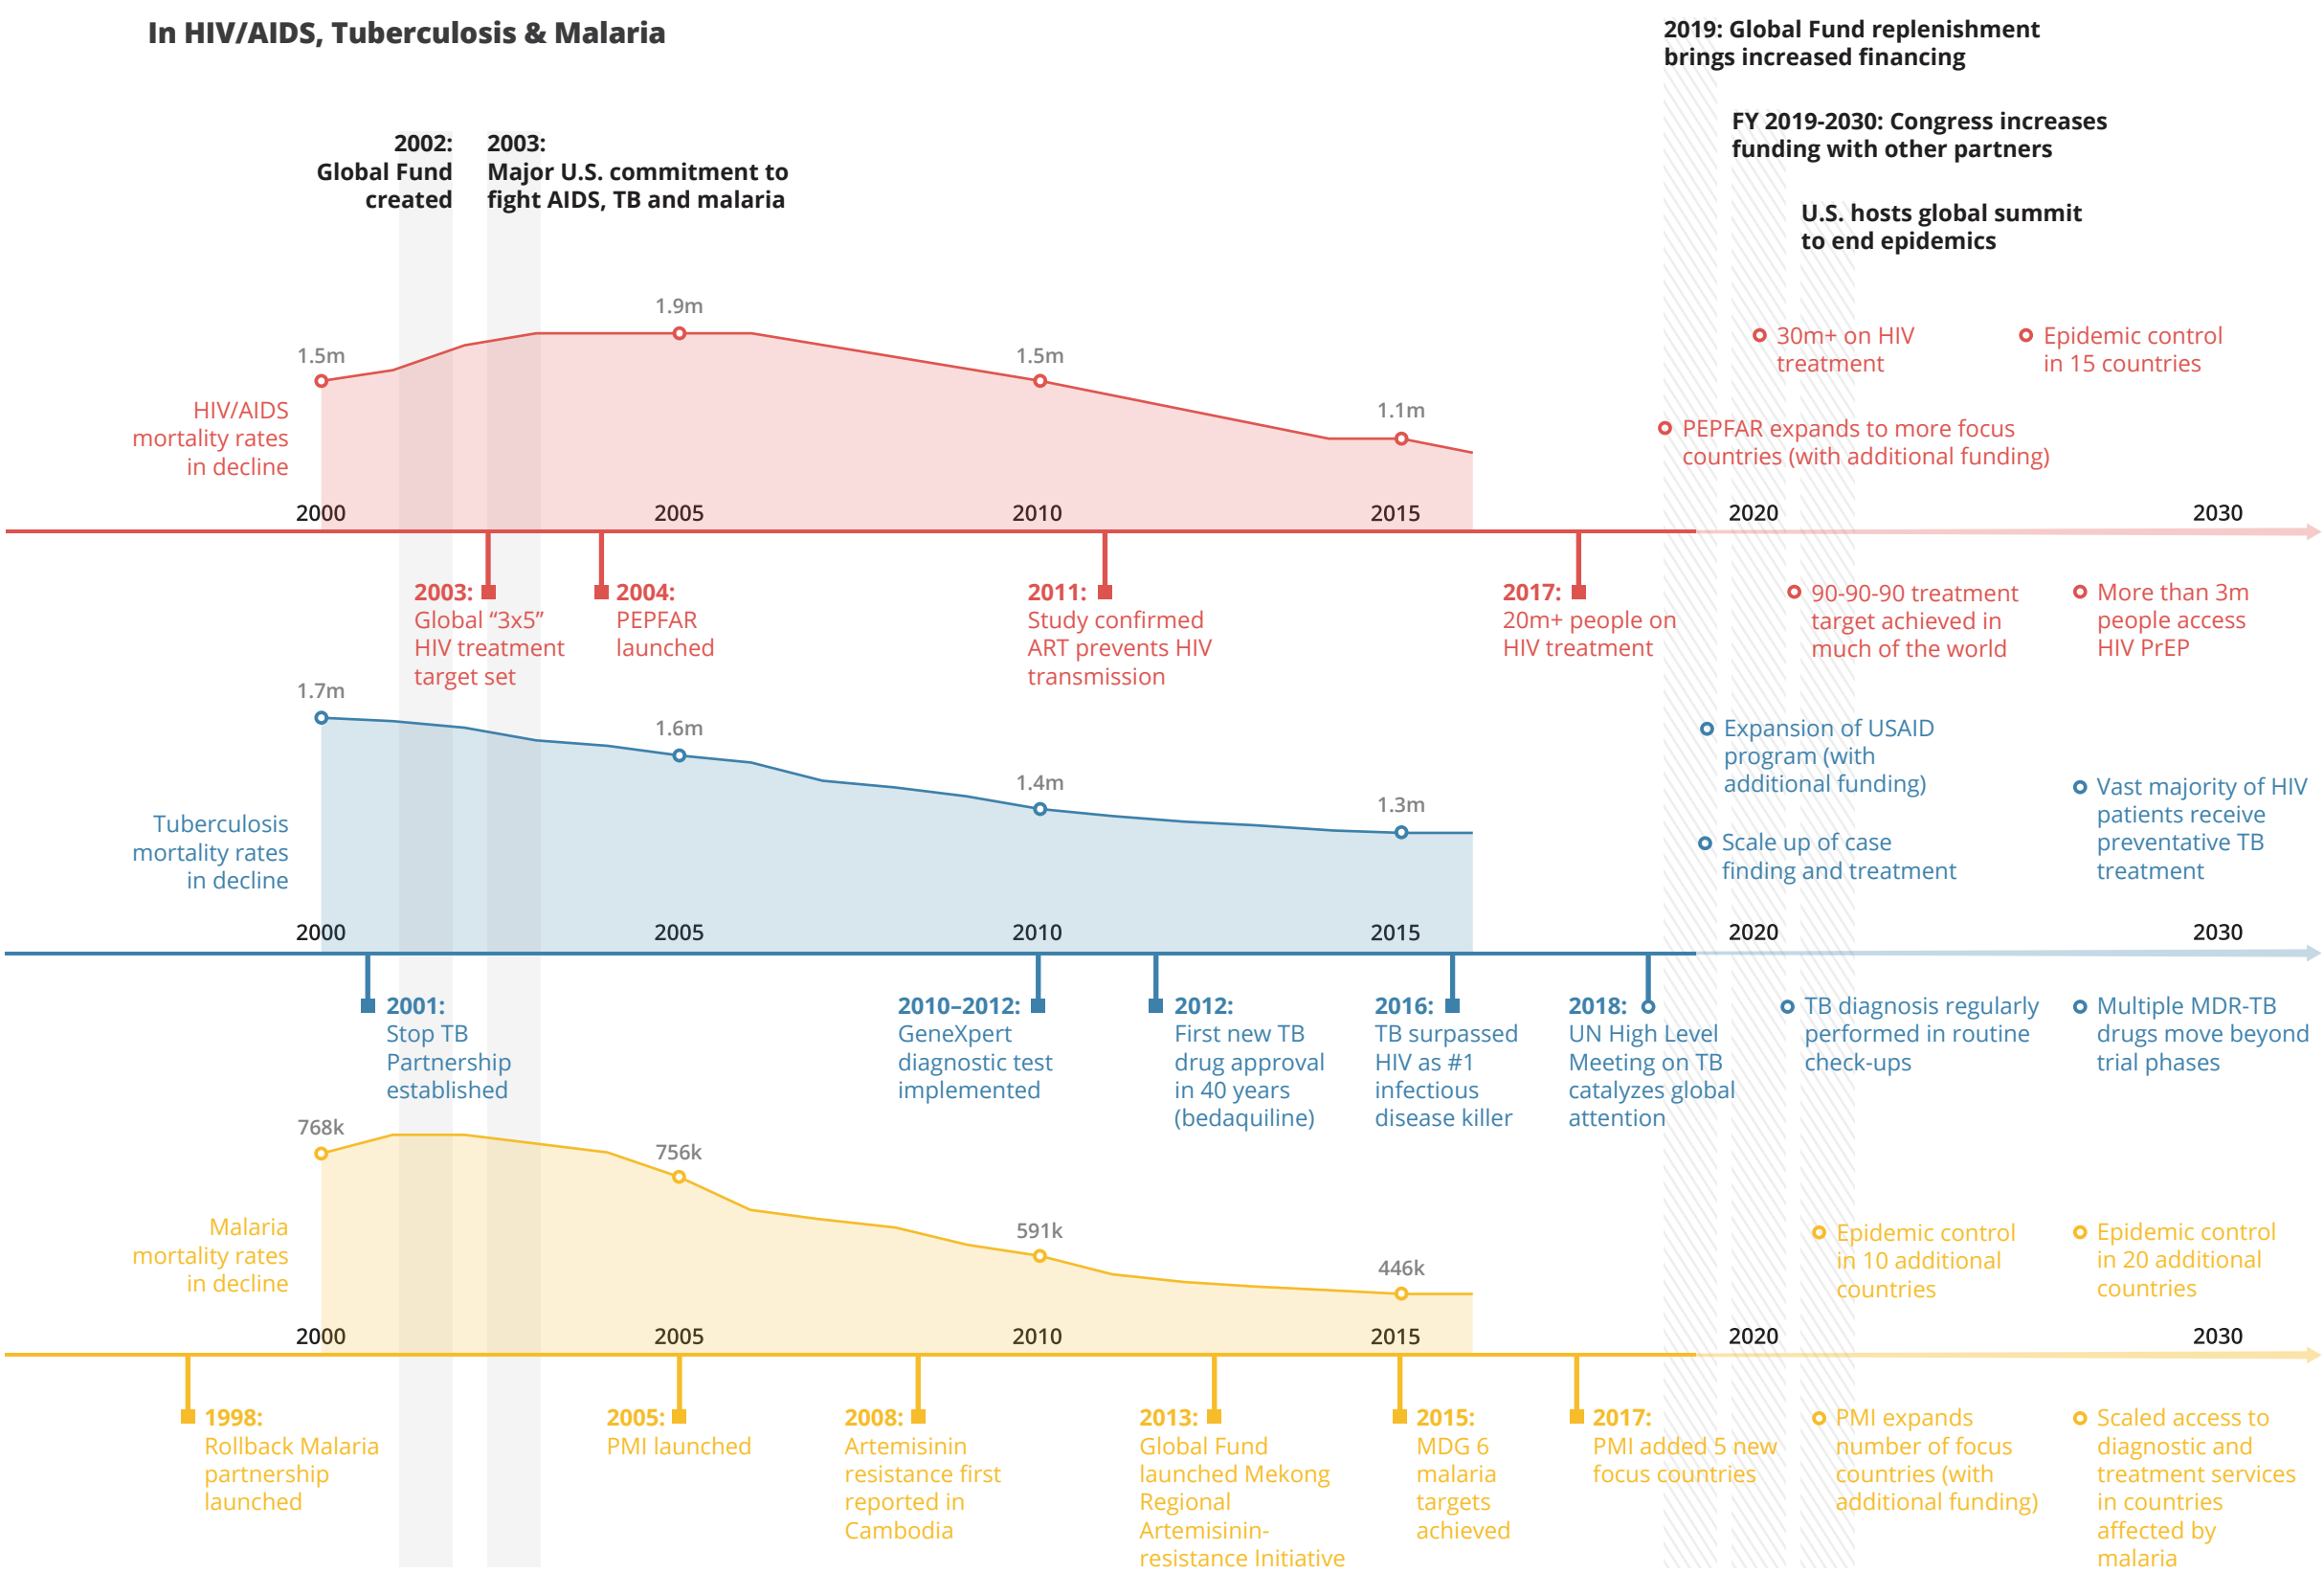 In HIV/AIDS, Tuberculosis & Malaria
2019: Global Fund replenishment
brings increased financing
FY 2019-2030: Congress increases
funding with other partners
U.S. hosts global summit
to end epidemics
2002:
Global Fund
created
2003:
Major U.S. commitment to
fight AIDS, TB and malaria
HIV/AIDS
mortality rates
in decline
1.5m
1.9m
1.5m
1.1m
30m+ on HIV
treatment
Epidemic control
in 15 countries
PEPFAR expands to more focus
countries (with additional funding)
2000
2005
2010
2015
2020
2030
2003:
Global “3x5”
HIV treatment
target set
2004:
PEPFAR
launched
2011:
Study confirmed
ART prevents HIV
transmission
2017:
20m+ people on
HIV treatment
90-90-90 treatment
target achieved in
much of the world
More than 3m
people access
HIV PrEP
Tuberculosis
mortality rates
in decline
1.7m
1.6m
1.4m
1.3m
Expansion of USAID
program (with
additional funding)
Scale up of case
finding and treatment
Vast majority of HIV
patients receive
preventative TB
treatment
2000
2005
2010
2015
2020
2030
2001:
Stop TB
Partnership
established
2010–2012:
GeneXpert
diagnostic test
implemented
2012:
First new TB
drug approval
in 40 years
(bedaquiline)
2016:
TB surpassed
HIV as #1
infectious
disease killer
2018:
UN High Level
Meeting on TB
catalyzes global
attention
TB diagnosis regularly
performed in routine
check-ups
Multiple MDR-TB
drugs move beyond
trial phases
Malaria
mortality rates
in decline
768k
756k
591k
446k
Epidemic control
in 10 additional
countries
Epidemic control
in 20 additional
countries
2000
2005
2010
2015
2020
2030
1998:
Rollback Malaria
partnership
launched
2005:
PMI launched
2008:
Artemisinin
resistance first
reported in
Cambodia
2013:
Global Fund
launched Mekong
Regional
Artemisinin-
resistance Initiative
2015:
MDG 6
malaria
targets
achieved
2017:
PMI added 5 new
focus countries
PMI expands
number of focus
countries (with
additional funding)
Scaled access to
diagnostic and
treatment services
in countries
affected by
malaria